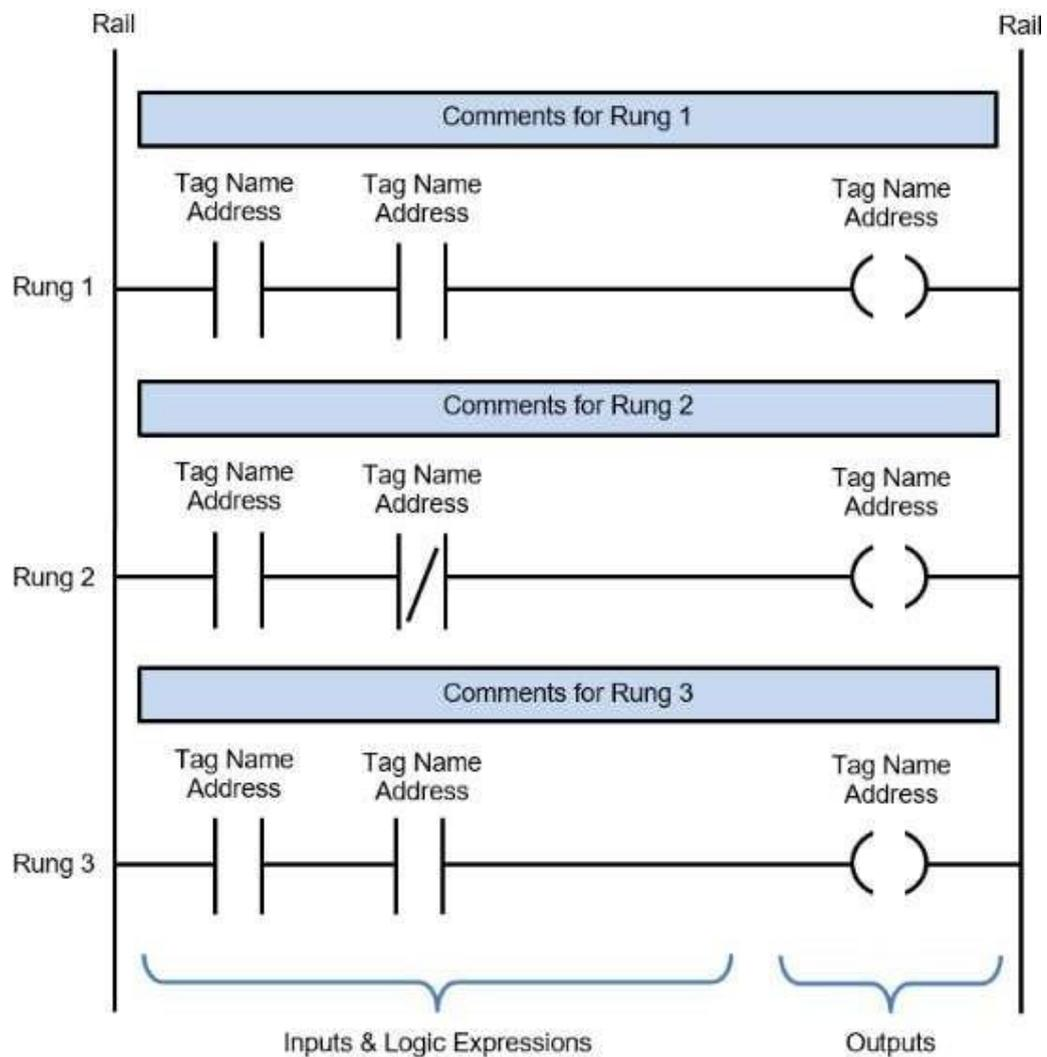 Rail
Rail
Comments for Rung 1
Tag Name
Address
Tag Name
Address
Tag Name
Address
Rung 1
Comments for Rung 2
Tag Name
Address
Tag Name
Address
Tag Name
Address
Rung 2
Comments for Rung 3
Tag Name
Address
Tag Name
Address
Tag Name
Address
Rung 3
Inputs & Logic Expressions
Outputs